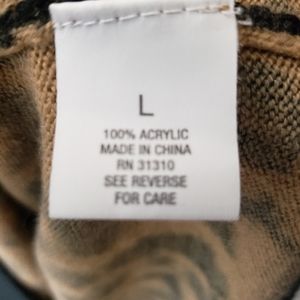 L
100% ACRYLIC
MADE IN CHINA
RN 31310
SEE REVERSE
FOR CARE